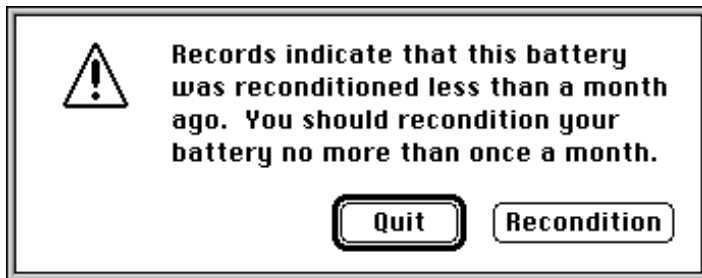 Records indicate that this battery
was reconditioned less than a month
ago.  You should recondition your
battery no more than once a month.
Quit
Recondition